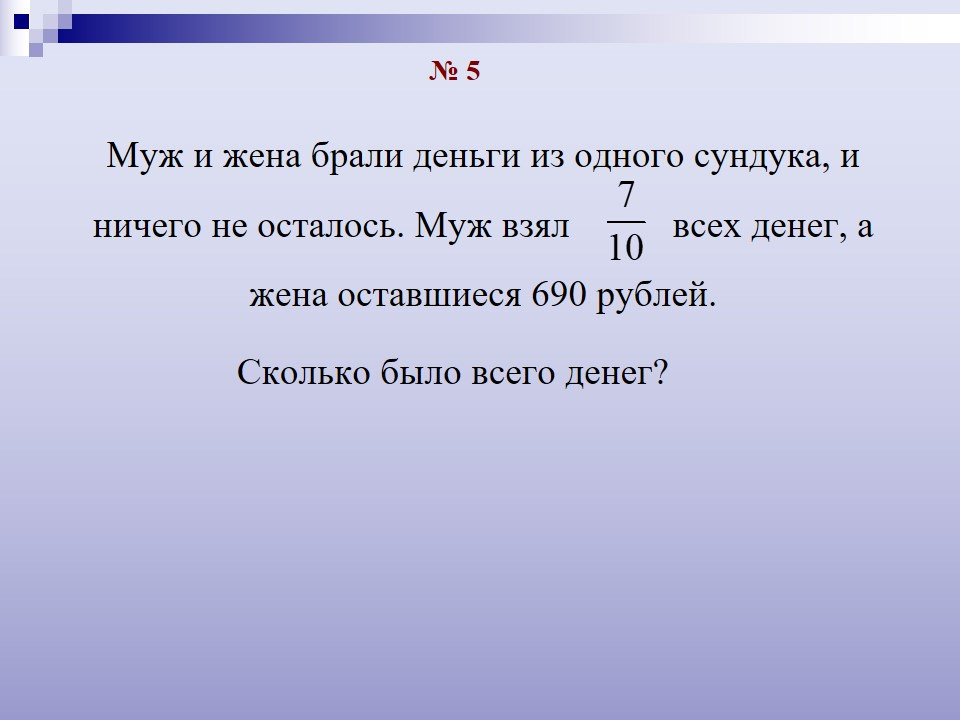 № 5
Муж и жена брали деньги из одного сундука, и
ничего не осталось. Муж взял 7/10 всех денег, а
жена оставшиеся 690 рублей.
Сколько было всего денег?